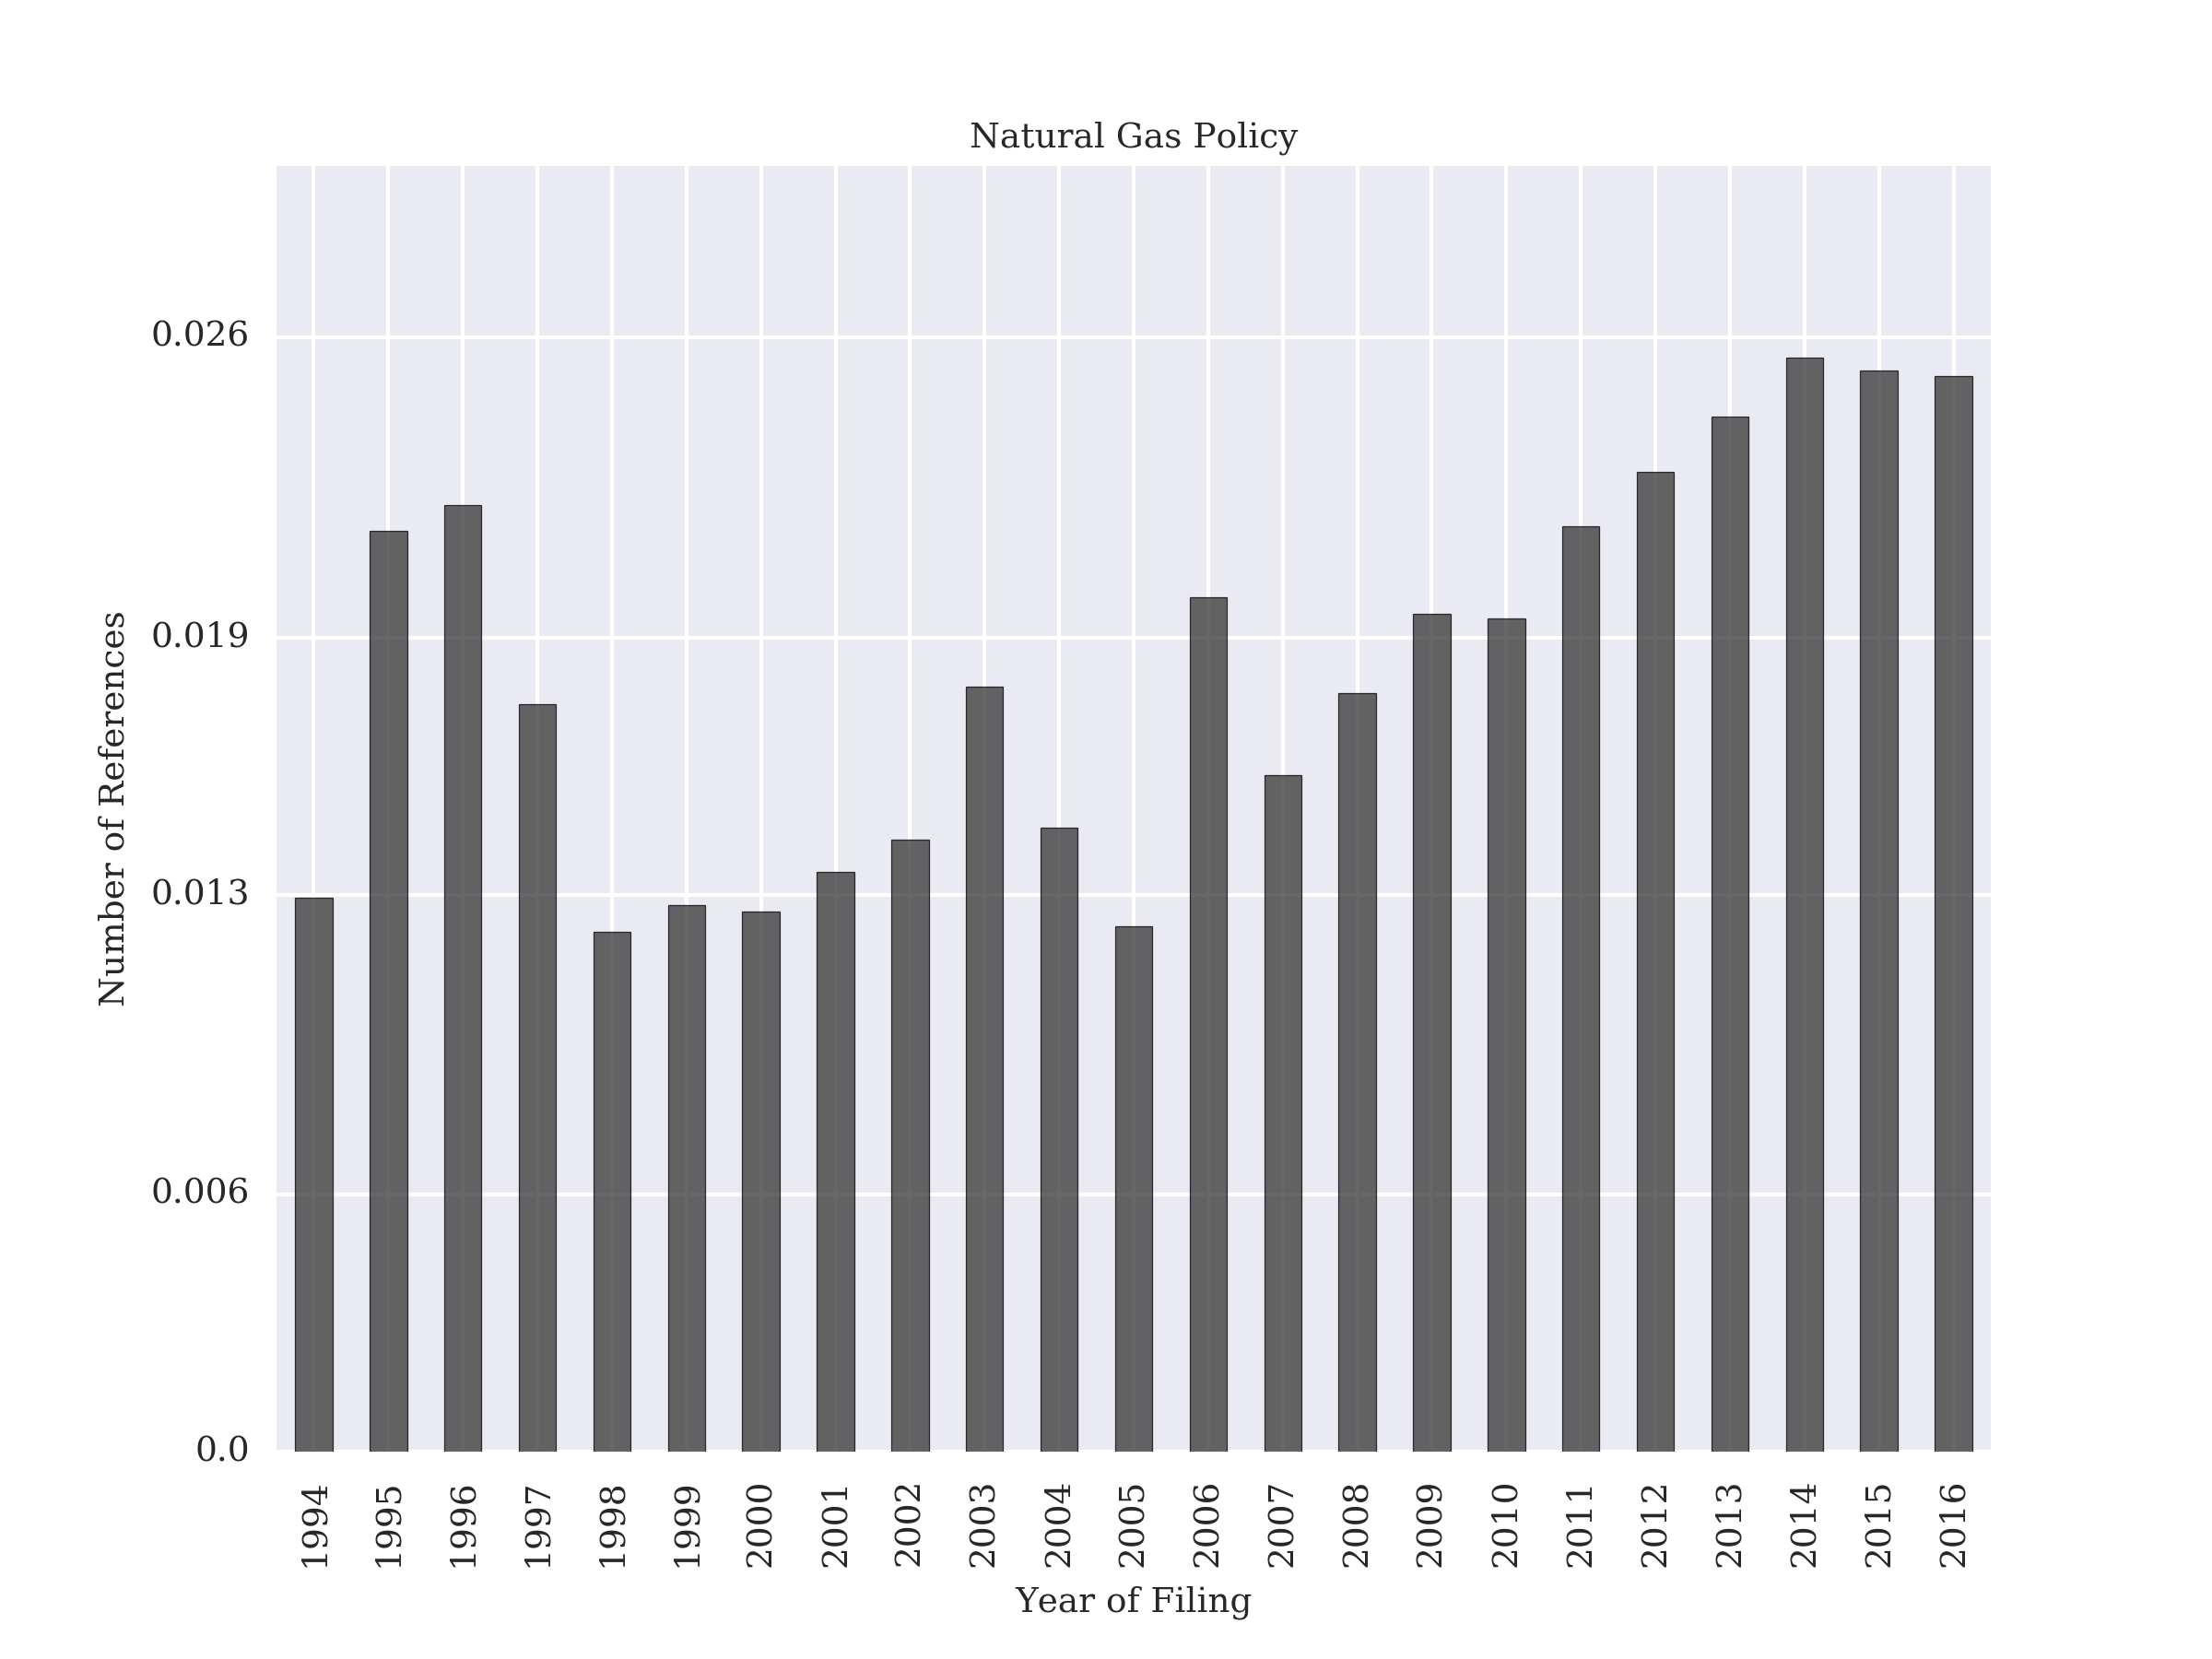 Natural Gas Policy
Number of References
0.026
0.019
0.013
0.006
0.0
1994 1995 1996 1997 1998 1999 2000 2001 2002 2003 2004 2005 2006 2007 2008 2009 2010 2011 2012 2013 2014 2015 2016
Year of Filing